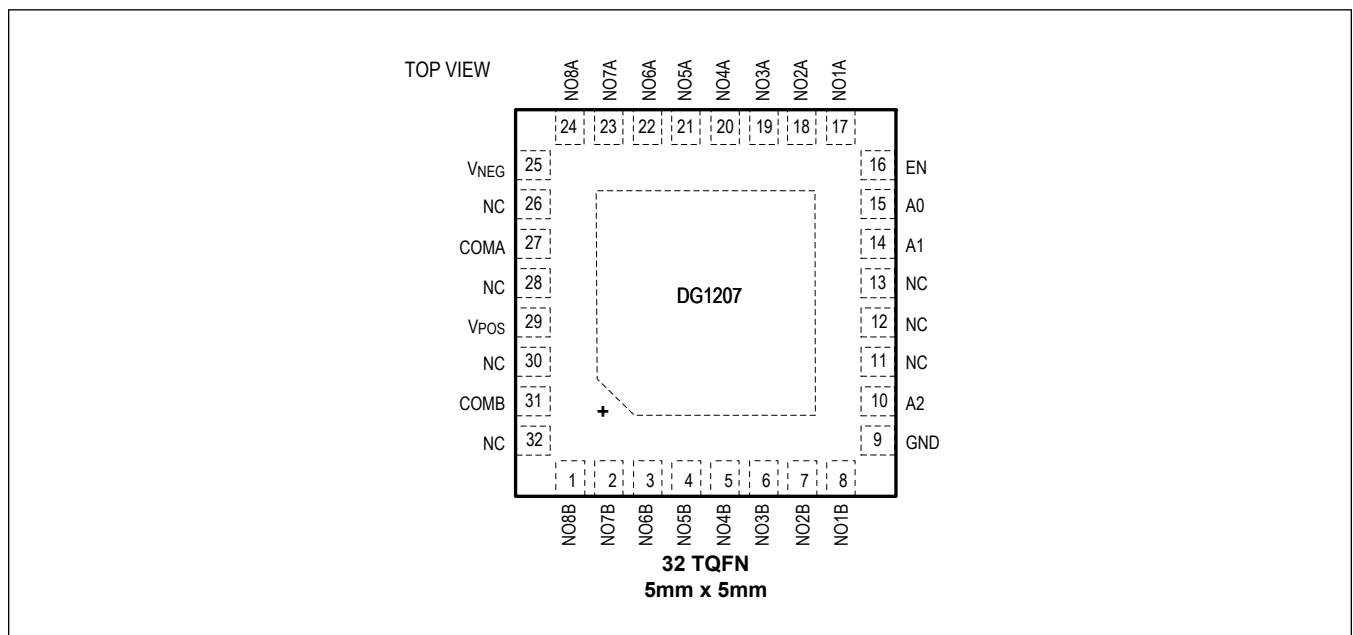 TOP VIEW
NO8A NO7A NO6A NO5A NO4A NO3A NO2A NO1A
24 23 22 21 20 19 18 17
VNEG 25 16 EN
NC 26 15 A0
COMA 27 14 A1
NC 28 13 NC
DG1207
VPOS 29 12 NC
NC 30 11 NC
COMB 31 10 A2
+
NC 32 9 GND
1 2 3 4 5 6 7 8
NO8B NO7B NO6B NO5B NO4B NO3B NO2B NO1B
32 TQFN
5mm x 5mm